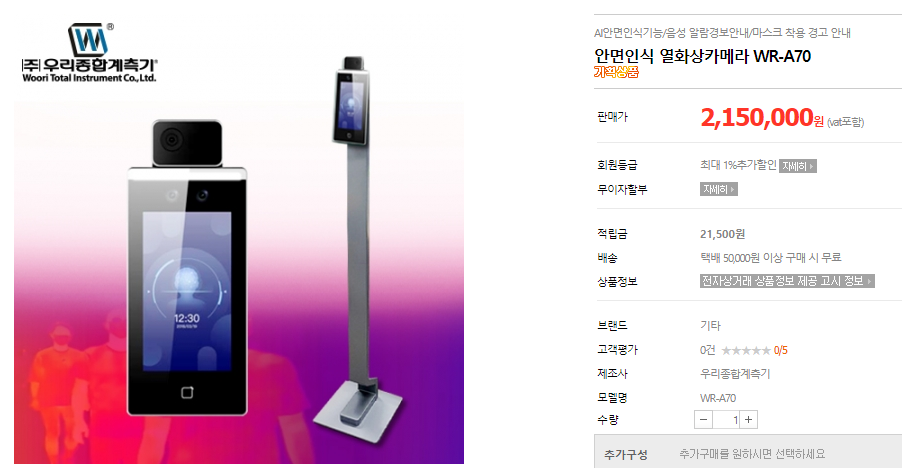 W
®
㈜우리종합계측기
Woori Total Instrument Co.,Ltd.
12:30
AI안면인식기능/음성 알람경보안내/마스크 착용 경고 안내
안면인식 열화상카메라 WR-A70
기획상품
판매가 2,150,000원 (vat포함)
회원등급 최대 1%추가할인 자세히
무이자할부 자세히
적립금 21,500원
배송 택배 50,000원 이상 구매 시 무료
상품정보 전자상거래 상품정보 제공 고시 정보
브랜드 기타
고객평가 0건 ★★★★★ 0/5
제조사 우리종합계측기
모델명 WR-A70
수량 − 1 +
추가구성 추가구매를 원하시면 선택하세요